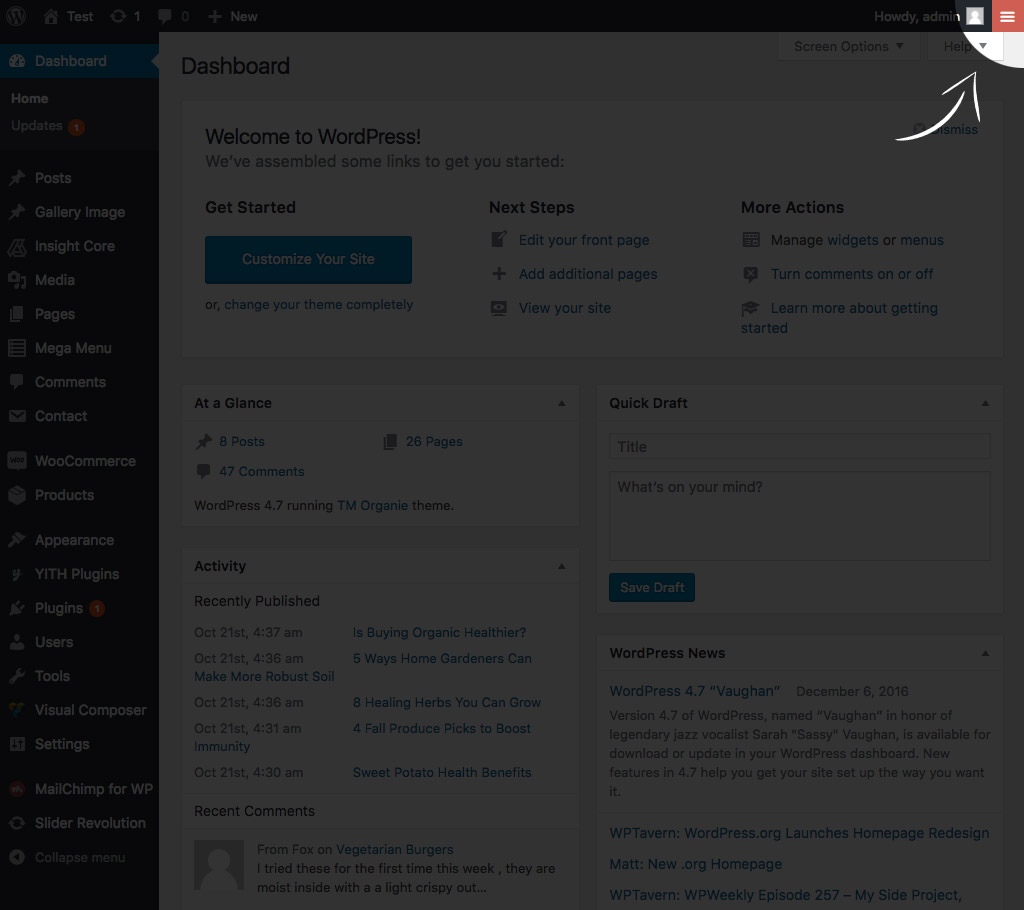 Test 1 0 New
Howdy, admin
Screen Options
Help
Dashboard
Home
Updates 1
Posts
Gallery Image
Insight Core
Media
Pages
Mega Menu
Comments
Contact
WooCommerce
Products
Appearance
YITH Plugins
Plugins 1
Users
Tools
Visual Composer
Settings
MailChimp for WP
Slider Revolution
Collapse menu
Dashboard
Welcome to WordPress!
We've assembled some links to get you started:
Dismiss
Get Started
Customize Your Site
or, change your theme completely
Next Steps
Edit your front page
Add additional pages
View your site
More Actions
Manage widgets or menus
Turn comments on or off
Learn more about getting
started
At a Glance
8 Posts
26 Pages
47 Comments
WordPress 4.7 running TM Organie theme.
Activity
Recently Published
Oct 21st, 4:37 am Is Buying Organic Healthier?
Oct 21st, 4:36 am 5 Ways Home Gardeners Can
Make More Robust Soil
Oct 21st, 4:36 am 8 Healing Herbs You Can Grow
Oct 21st, 4:31 am 4 Fall Produce Picks to Boost
Immunity
Oct 21st, 4:30 am Sweet Potato Health Benefits
Recent Comments
From Fox on Vegetarian Burgers
I tried these for the first time this week , they are
moist inside with a a light crispy out...
Quick Draft
Title
What's on your mind?
Save Draft
WordPress News
WordPress 4.7 “Vaughan” December 6, 2016
Version 4.7 of WordPress, named “Vaughan” in honor of
legendary jazz vocalist Sarah "Sassy" Vaughan, is available for
download or update in your WordPress dashboard. New
features in 4.7 help you get your site set up the way you want
it.
WPTavern: WordPress.org Launches Homepage Redesign
Matt: New .org Homepage
WPTavern: WPWeekly Episode 257 – My Side Project,